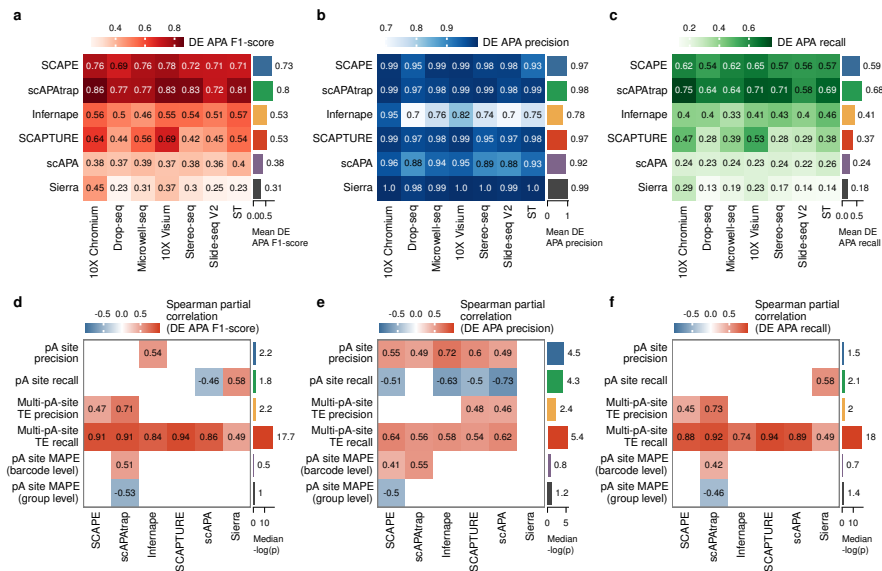 a
0.4 0.6 0.8
DE APA F1-score
SCAPE 0.76 0.69 0.76 0.78 0.72 0.71 0.71 0.73
scAPAtrap 0.86 0.77 0.77 0.83 0.83 0.72 0.81 0.8
Infernape 0.56 0.5 0.46 0.55 0.54 0.51 0.57 0.53
SCAPTURE 0.64 0.44 0.56 0.69 0.42 0.45 0.54 0.53
scAPA 0.38 0.37 0.39 0.37 0.38 0.36 0.4 0.38
Sierra 0.45 0.23 0.31 0.37 0.3 0.25 0.23 0.31
10X Chromium
Drop-seq
Microwell-seq
10X Visium
Stereo-seq
Slide-seq V2
ST
0.0 0.5
Mean DE
APA F1-score
b
0.7 0.8 0.9
DE APA precision
0.99 0.95 0.99 0.99 0.98 0.98 0.93 0.97
0.99 0.98 0.99 0.98 0.97 0.98 0.99 0.97
0.95 0.7 0.76 0.82 0.74 0.7 0.75 0.78
0.99 0.97 0.98 0.99 0.95 0.98 0.99 0.97
0.96 0.88 0.94 0.95 0.89 0.88 0.93 0.92
1.0 0.98 0.99 1.0 1.0 0.99 1.0 0.99
10X Chromium
Drop-seq
Microwell-seq
10X Visium
Stereo-seq
Slide-seq V2
ST
0 1
Mean DE
APA precision
c
0.2 0.4 0.6
DE APA recall
SCAPE 0.62 0.54 0.62 0.65 0.57 0.56 0.57 0.59
scAPAtrap 0.75 0.64 0.64 0.71 0.71 0.58 0.69 0.68
Infernape 0.4 0.4 0.33 0.41 0.43 0.4 0.46 0.41
SCAPTURE 0.47 0.28 0.39 0.53 0.28 0.3 0.38 0.37
scAPA 0.24 0.23 0.24 0.23 0.24 0.22 0.26 0.24
Sierra 0.29 0.13 0.19 0.23 0.17 0.14 0.14 0.18
10X Chromium
Drop-seq
Microwell-seq
10X Visium
Stereo-seq
Slide-seq V2
ST
0.0 0.5
Mean DE
APA recall
d
-0.5 0.0 0.5
Spearman partial
correlation
(DE APA F1-score)
pA site
precision 0.54 2.2
pA site recall -0.46 0.58 1.8
Multi-pA-site
TE precision 0.47 0.71 2.2
Multi-pA-site
TE recall 0.91 0.91 0.84 0.94 0.86 0.49 17.7
pA site MAPE
(barcode level) 0.51 0.5
pA site MAPE
(group level) -0.53 1
SCAPE
scAPAtrap
Infernape
SCAPTURE
scAPA
Sierra
0 10
Median
-log(p)
e
-0.5 0.0 0.5
Spearman partial
correlation
(DE APA precision)
pA site
precision 0.55 0.49 0.72 0.6 0.49 4.5
pA site recall -0.51 -0.63 -0.5 -0.73 4.3
Multi-pA-site
TE precision 0.48 0.46 2.4
Multi-pA-site
TE recall 0.64 0.56 0.58 0.54 0.62 5.4
pA site MAPE
(barcode level) 0.41 0.55 0.8
pA site MAPE
(group level) -0.5 1.2
SCAPE
scAPAtrap
Infernape
SCAPTURE
scAPA
Sierra
0 5
Median
-log(p)
f
-0.5 0.0 0.5
Spearman partial
correlation
(DE APA recall)
pA site
precision 1.5
pA site recall 0.58 2.1
Multi-pA-site
TE precision 0.45 0.73 2
Multi-pA-site
TE recall 0.88 0.92 0.74 0.94 0.89 0.49 18
pA site MAPE
(barcode level) 0.42 0.7
pA site MAPE
(group level) -0.46 1.4
SCAPE
scAPAtrap
Infernape
SCAPTURE
scAPA
Sierra
0 10
Median
-log(p)